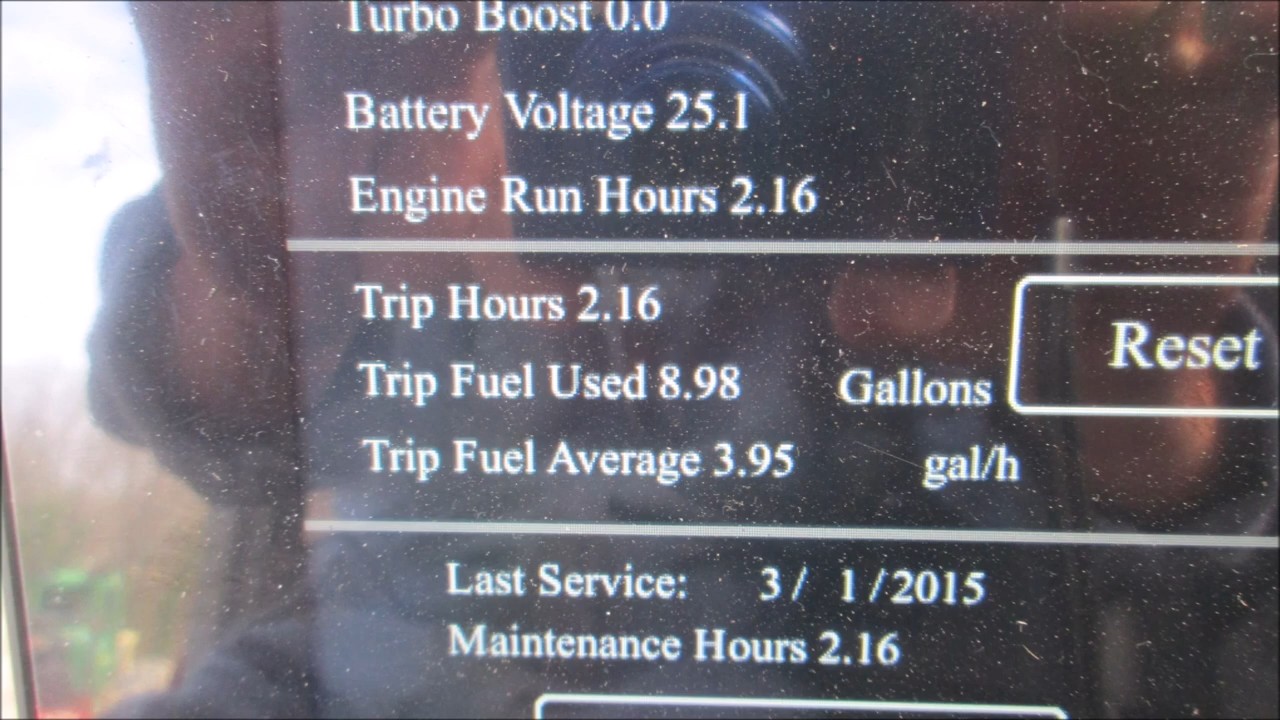 Turbo Boost 0.0
Battery Voltage 25.1
Engine Run Hours 2.16
Trip Hours 2.16
Reset
Trip Fuel Used 8.98 Gallons
Trip Fuel Average 3.95 gal/h
Last Service: 3 / 1 /2015
Maintenance Hours 2.16